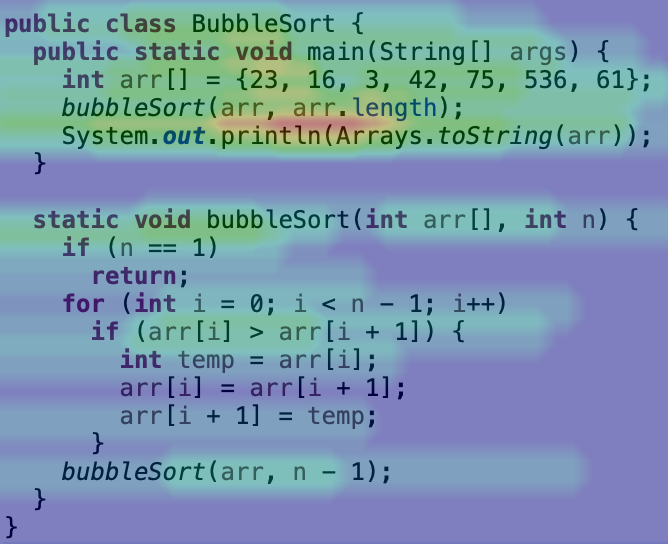 public class BubbleSort {
  public static void main(String[] args) {
    int arr[] = {23, 16, 3, 42, 75, 536, 61};
    bubbleSort(arr, arr.length);
    System.out.println(Arrays.toString(arr));
  }

  static void bubbleSort(int arr[], int n) {
    if (n == 1)
      return;
    for (int i = 0; i < n - 1; i++)
      if (arr[i] > arr[i + 1]) {
        int temp = arr[i];
        arr[i] = arr[i + 1];
        arr[i + 1] = temp;
      }
    bubbleSort(arr, n - 1);
  }
}